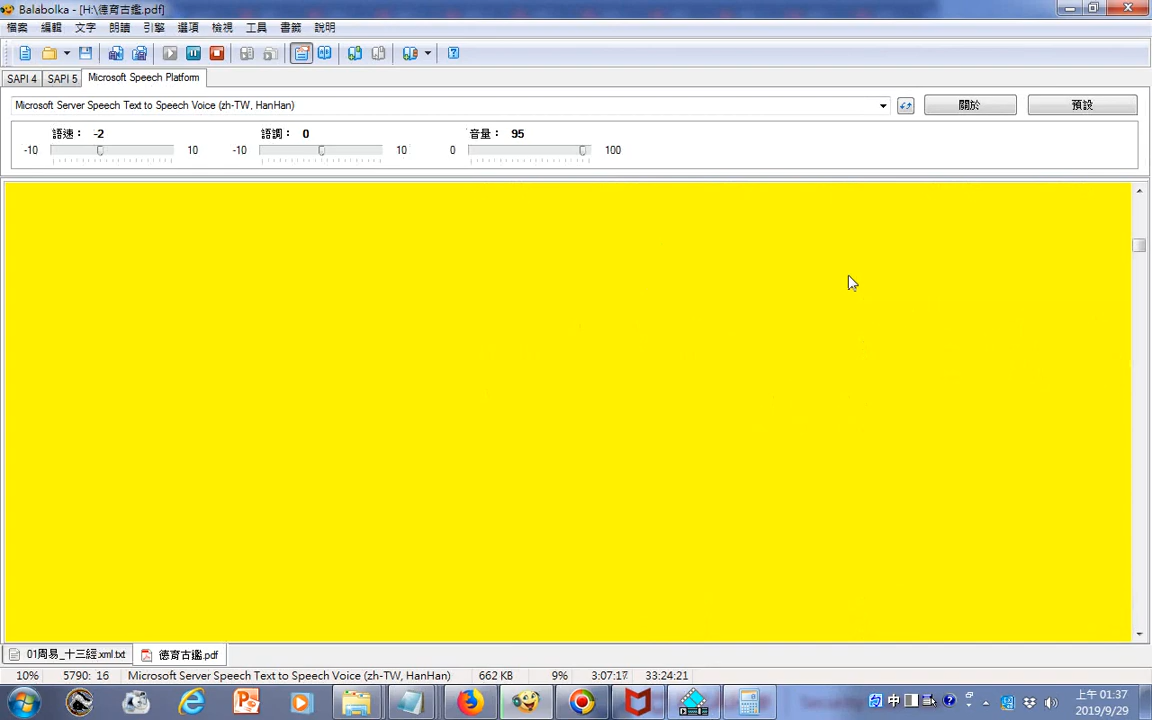 Balabolka - [H:\德育古鑑.pdf]
檔案 編輯 文字 朗讀 引擎 選項 檢視 工具 書籤 說明
SAPI 4 SAPI 5 Microsoft Speech Platform
Microsoft Server Speech Text to Speech Voice (zh-TW, HanHan) 關於 預設
語速： -2 語調： 0 音量： 95
-10 10 -10 10 0 100
01周易_十三經.xml.txt 德育古鑑.pdf
10% 5790: 16 Microsoft Server Speech Text to Speech Voice (zh-TW, HanHan) 662 KB 9% 3:07:17 33:24:21
中 上午 01:37
2019/9/29